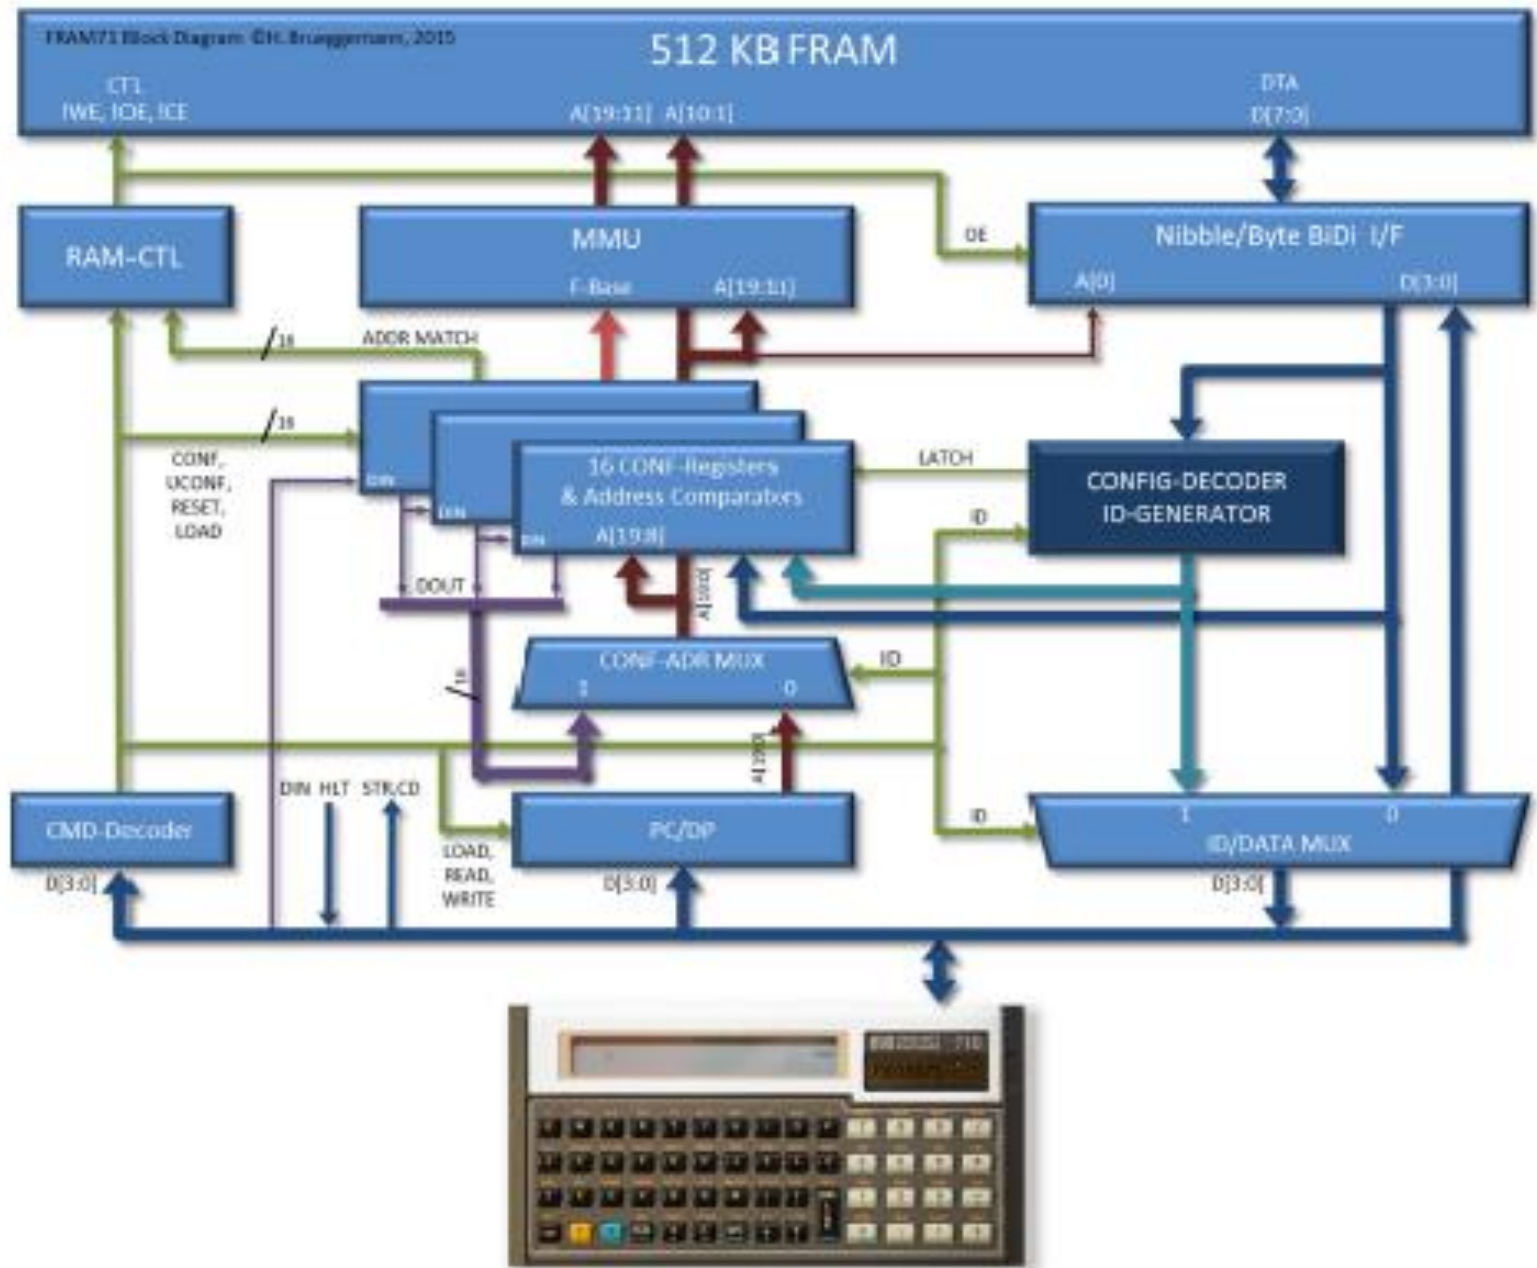 FRAM71 Block Diagram ©H. Brueggemann, 2015
512 KB FRAM
CTL
!WE, !OE, !CE
A[19:11] A[10:1]
DTA
D[7:0]
RAM-CTL
MMU
F-Base
A[19:11]
OE
Nibble/Byte BiDi I/F
A[0]
D[3:0]
/16
ADDR MATCH
/16
CONF,
UCONF,
RESET,
LOAD
DIN
DIN
DIN
16 CONF-Registers
& Address Comparators
A[19:8]
LATCH
CONFIG-DECODER
ID-GENERATOR
ID
DOUT
A[19:0]
/16
CONF-ADR MUX
1
0
ID
A[19:0]
DIN HLT STR,CD
CMD-Decoder
D[3:0]
LOAD,
READ,
WRITE
PC/DP
D[3:0]
ID
1
0
ID/DATA MUX
D[3:0]